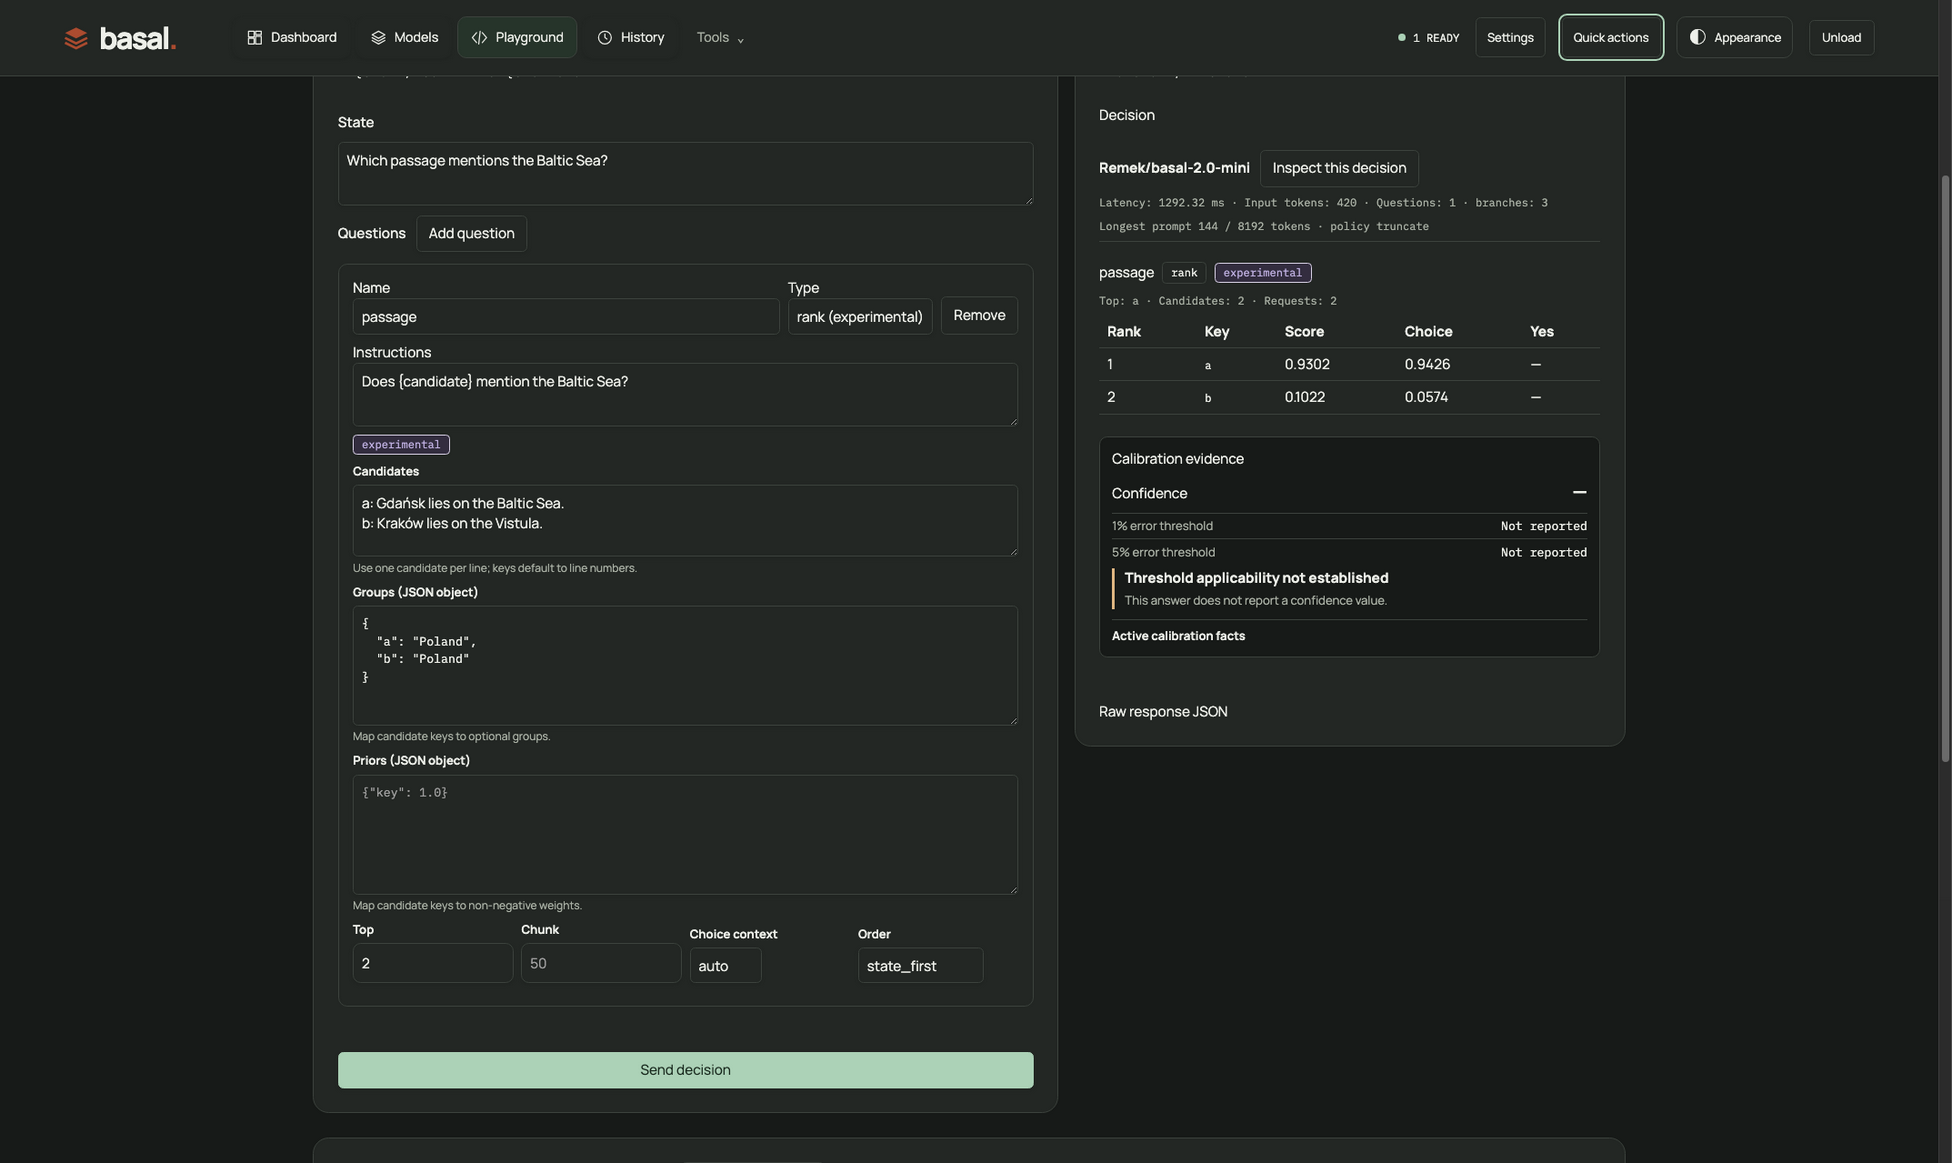 basal.
Dashboard
Models
Playground
History
Tools
1 READY
Settings
Quick actions
Appearance
Unload
State
Which passage mentions the Baltic Sea?
Questions
Add question
Name
Type
passage
rank (experimental)
Remove
Instructions
Does {candidate} mention the Baltic Sea?
experimental
Candidates
a: Gdańsk lies on the Baltic Sea.
b: Kraków lies on the Vistula.
Use one candidate per line; keys default to line numbers.
Groups (JSON object)
{
"a": "Poland",
"b": "Poland"
}
Map candidate keys to optional groups.
Priors (JSON object)
{"key": 1.0}
Map candidate keys to non-negative weights.
Top
Chunk
Choice context
Order
2
50
auto
state_first
Send decision
Decision
Remek/basal-2.0-mini
Inspect this decision
Latency: 1292.32 ms · Input tokens: 420 · Questions: 1 · branches: 3
Longest prompt 144 / 8192 tokens · policy truncate
passage rank experimental
Top: a · Candidates: 2 · Requests: 2
Rank Key Score Choice Yes
1 a 0.9302 0.9426 —
2 b 0.1022 0.0574 —
Calibration evidence
Confidence —
1% error threshold Not reported
5% error threshold Not reported
Threshold applicability not established
This answer does not report a confidence value.
Active calibration facts
Raw response JSON